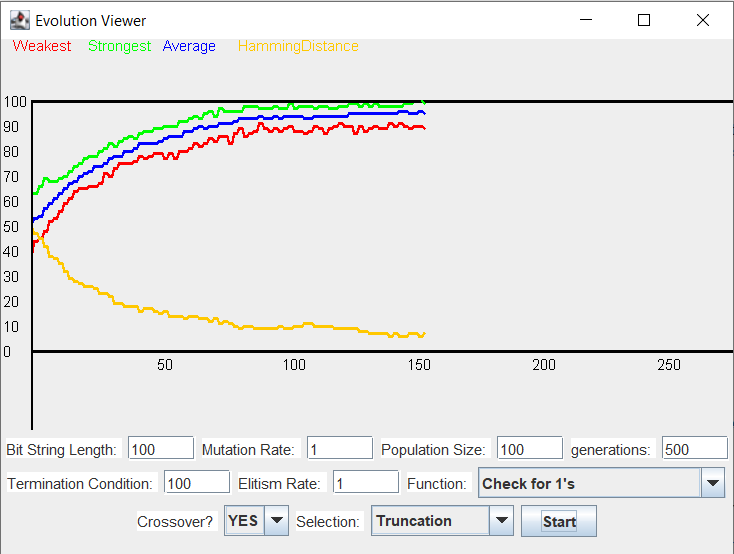 Evolution Viewer
Weakest Strongest Average HammingDistance
100
90
80
70
60
50
40
30
20
10
0
50 100 150 200 250
Bit String Length: 100 Mutation Rate: 1 Population Size: 100 generations: 500
Termination Condition: 100 Elitism Rate: 1 Function: Check for 1's
Crossover? YES Selection: Truncation Start